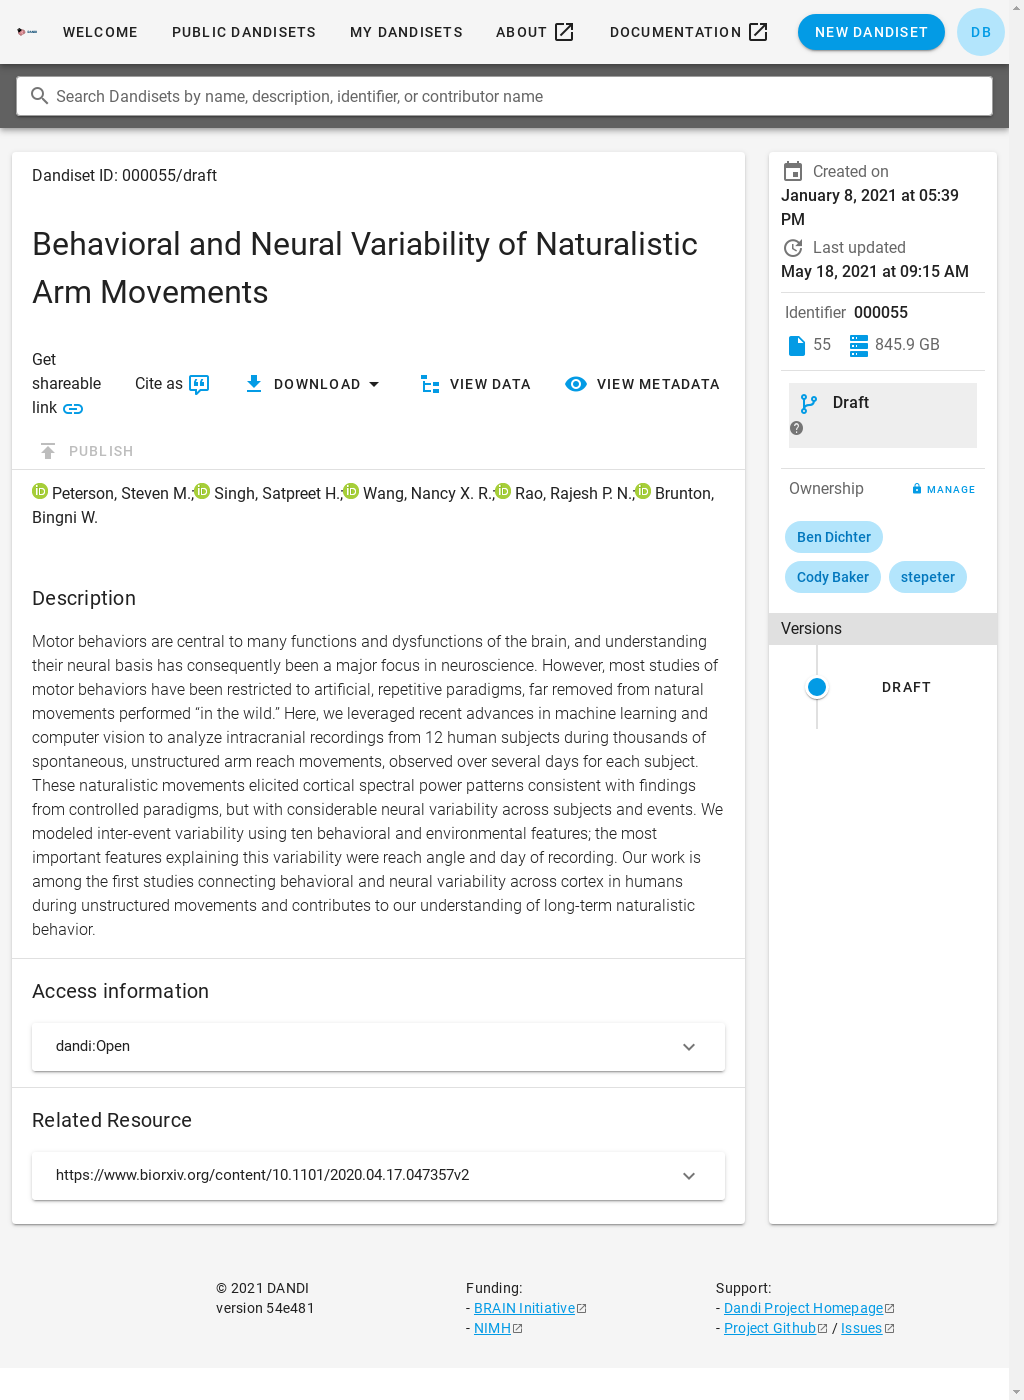 WELCOME PUBLIC DANDISETS MY DANDISETS ABOUT DOCUMENTATION NEW DANDISET DB
Search Dandisets by name, description, identifier, or contributor name
Dandiset ID: 000055/draft
Behavioral and Neural Variability of Naturalistic
Arm Movements
Get
shareable
link
Cite as
DOWNLOAD
VIEW DATA
VIEW METADATA
PUBLISH
iD Peterson, Steven M.;iD Singh, Satpreet H.;iD Wang, Nancy X. R.;iD Rao, Rajesh P. N.;iD Brunton,
Bingni W.
Description
Motor behaviors are central to many functions and dysfunctions of the brain, and understanding
their neural basis has consequently been a major focus in neuroscience. However, most studies of
motor behaviors have been restricted to artificial, repetitive paradigms, far removed from natural
movements performed “in the wild.” Here, we leveraged recent advances in machine learning and
computer vision to analyze intracranial recordings from 12 human subjects during thousands of
spontaneous, unstructured arm reach movements, observed over several days for each subject.
These naturalistic movements elicited cortical spectral power patterns consistent with findings
from controlled paradigms, but with considerable neural variability across subjects and events. We
modeled inter-event variability using ten behavioral and environmental features; the most
important features explaining this variability were reach angle and day of recording. Our work is
among the first studies connecting behavioral and neural variability across cortex in humans
during unstructured movements and contributes to our understanding of long-term naturalistic
behavior.
Access information
dandi:Open
Related Resource
https://www.biorxiv.org/content/10.1101/2020.04.17.047357v2
Created on
January 8, 2021 at 05:39
PM
Last updated
May 18, 2021 at 09:15 AM
Identifier 000055
55 845.9 GB
Draft
Ownership MANAGE
Ben Dichter
Cody Baker stepeter
Versions
DRAFT
© 2021 DANDI
version 54e481
Funding:
- BRAIN Initiative
- NIMH
Support:
- Dandi Project Homepage
- Project Github / Issues